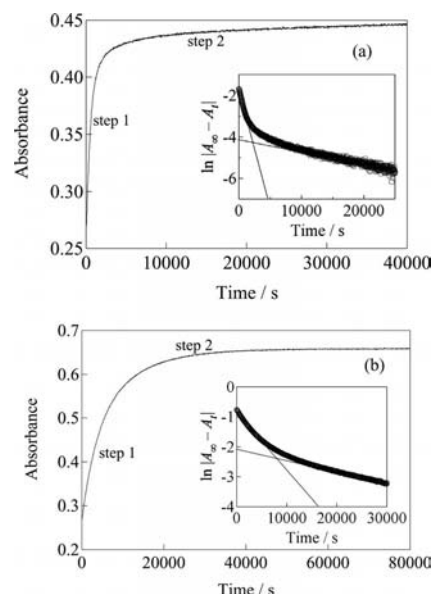 0.45
(a)
step 2
0.40
-2
step 1
ln |A∞ − At|
-4
Absorbance
0.35
-6
0.30
0 10000 20000
Time / s
0.25
0 10000 20000 30000 40000
Time / s
0.7
step 2
(b)
0.6
0
-1
0.5
step 1
ln |A∞ − At|
-2
Absorbance
0.4
-3
-4
0.3
0 10000 20000 30000
Time / s
0.2
0 20000 40000 60000 80000
Time / s